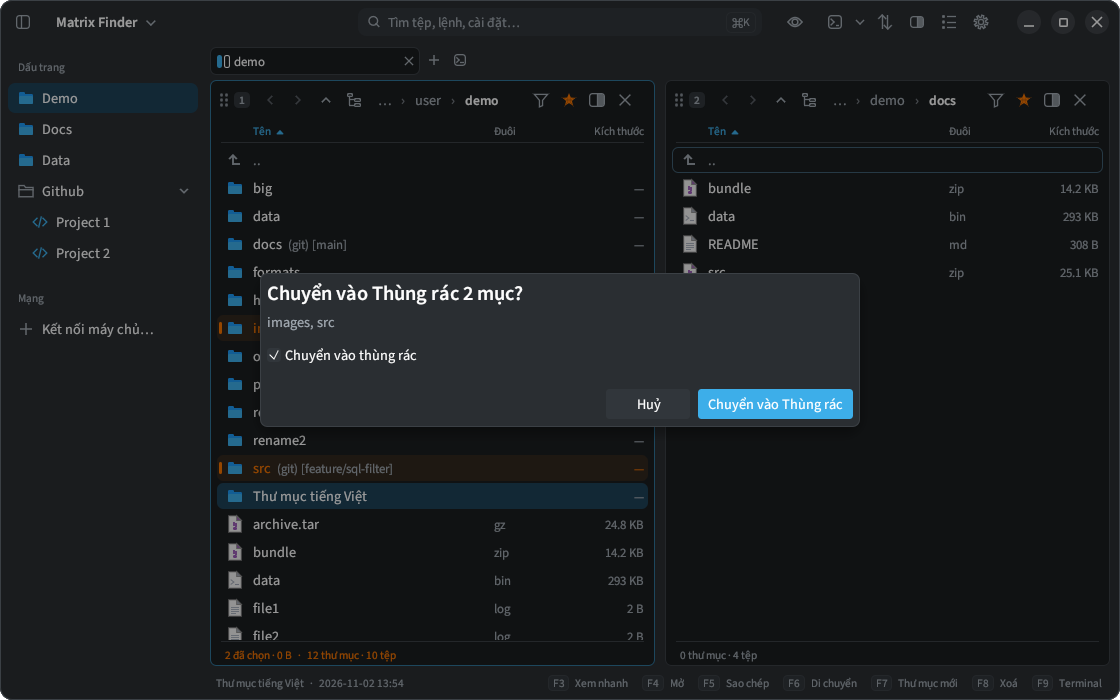 Matrix Finder
Tìm tệp, lệnh, cài đặt…
⌘K
Dấu trang
Demo
Docs
Data
Github
Project 1
Project 2
Mạng
Kết nối máy chủ…
demo
1 … › user › demo
Tên Đuôi Kích thước
..
big —
data —
docs (git) [main] —
formats
rename2 —
src (git) [feature/sql-filter] —
Thư mục tiếng Việt —
archive.tar gz 24.8 KB
bundle zip 14.2 KB
data bin 293 KB
file1 log 2 B
file2 log 2 B
2 đã chọn · 0 B · 12 thư mục · 10 tệp
2 … › demo › docs
Tên Đuôi Kích thước
..
bundle zip 14.2 KB
data bin 293 KB
README md 308 B
src zip 25.1 KB
0 thư mục · 4 tệp
Chuyển vào Thùng rác 2 mục?
images, src
✓ Chuyển vào thùng rác
Huỷ Chuyển vào Thùng rác
Thư mục tiếng Việt · 2026-11-02 13:54
F3 Xem nhanh F4 Mở F5 Sao chép F6 Di chuyển F7 Thư mục mới F8 Xoá F9 Terminal